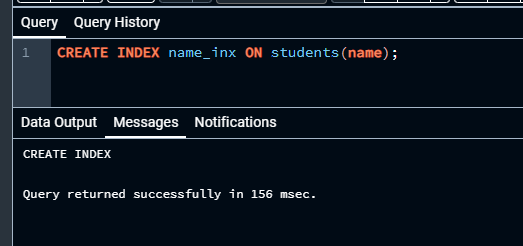 Query Query History
1 CREATE INDEX name_inx ON students(name);
Data Output Messages Notifications
CREATE INDEX
Query returned successfully in 156 msec.